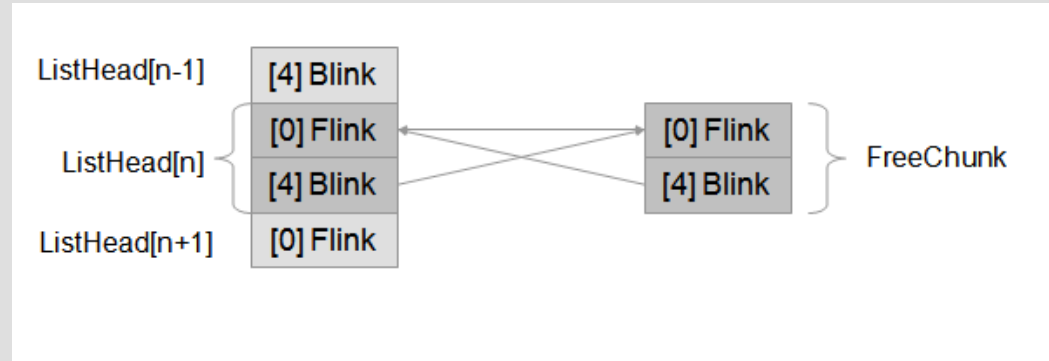 ListHead[n-1]
[4] Blink
[0] Flink
[0] Flink
ListHead[n]
FreeChunk
[4] Blink
[4] Blink
ListHead[n+1]
[0] Flink